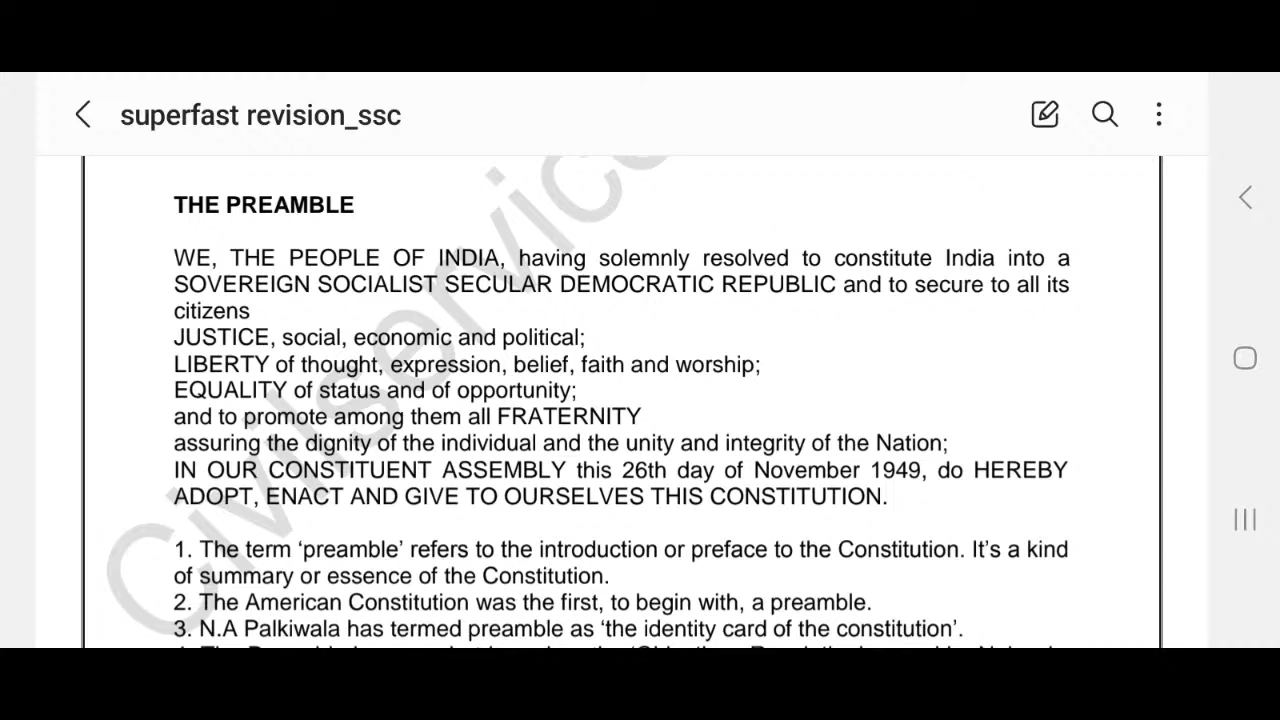 superfast revision_ssc
THE PREAMBLE
WE, THE PEOPLE OF INDIA, having solemnly resolved to constitute India into a
SOVEREIGN SOCIALIST SECULAR DEMOCRATIC REPUBLIC and to secure to all its
citizens
JUSTICE, social, economic and political;
LIBERTY of thought, expression, belief, faith and worship;
EQUALITY of status and of opportunity;
and to promote among them all FRATERNITY
assuring the dignity of the individual and the unity and integrity of the Nation;
IN OUR CONSTITUENT ASSEMBLY this 26th day of November 1949, do HEREBY
ADOPT, ENACT AND GIVE TO OURSELVES THIS CONSTITUTION.
1. The term ‘preamble’ refers to the introduction or preface to the Constitution. It’s a kind
of summary or essence of the Constitution.
2. The American Constitution was the first, to begin with, a preamble.
3. N.A Palkiwala has termed preamble as ‘the identity card of the constitution’.
Civilservice